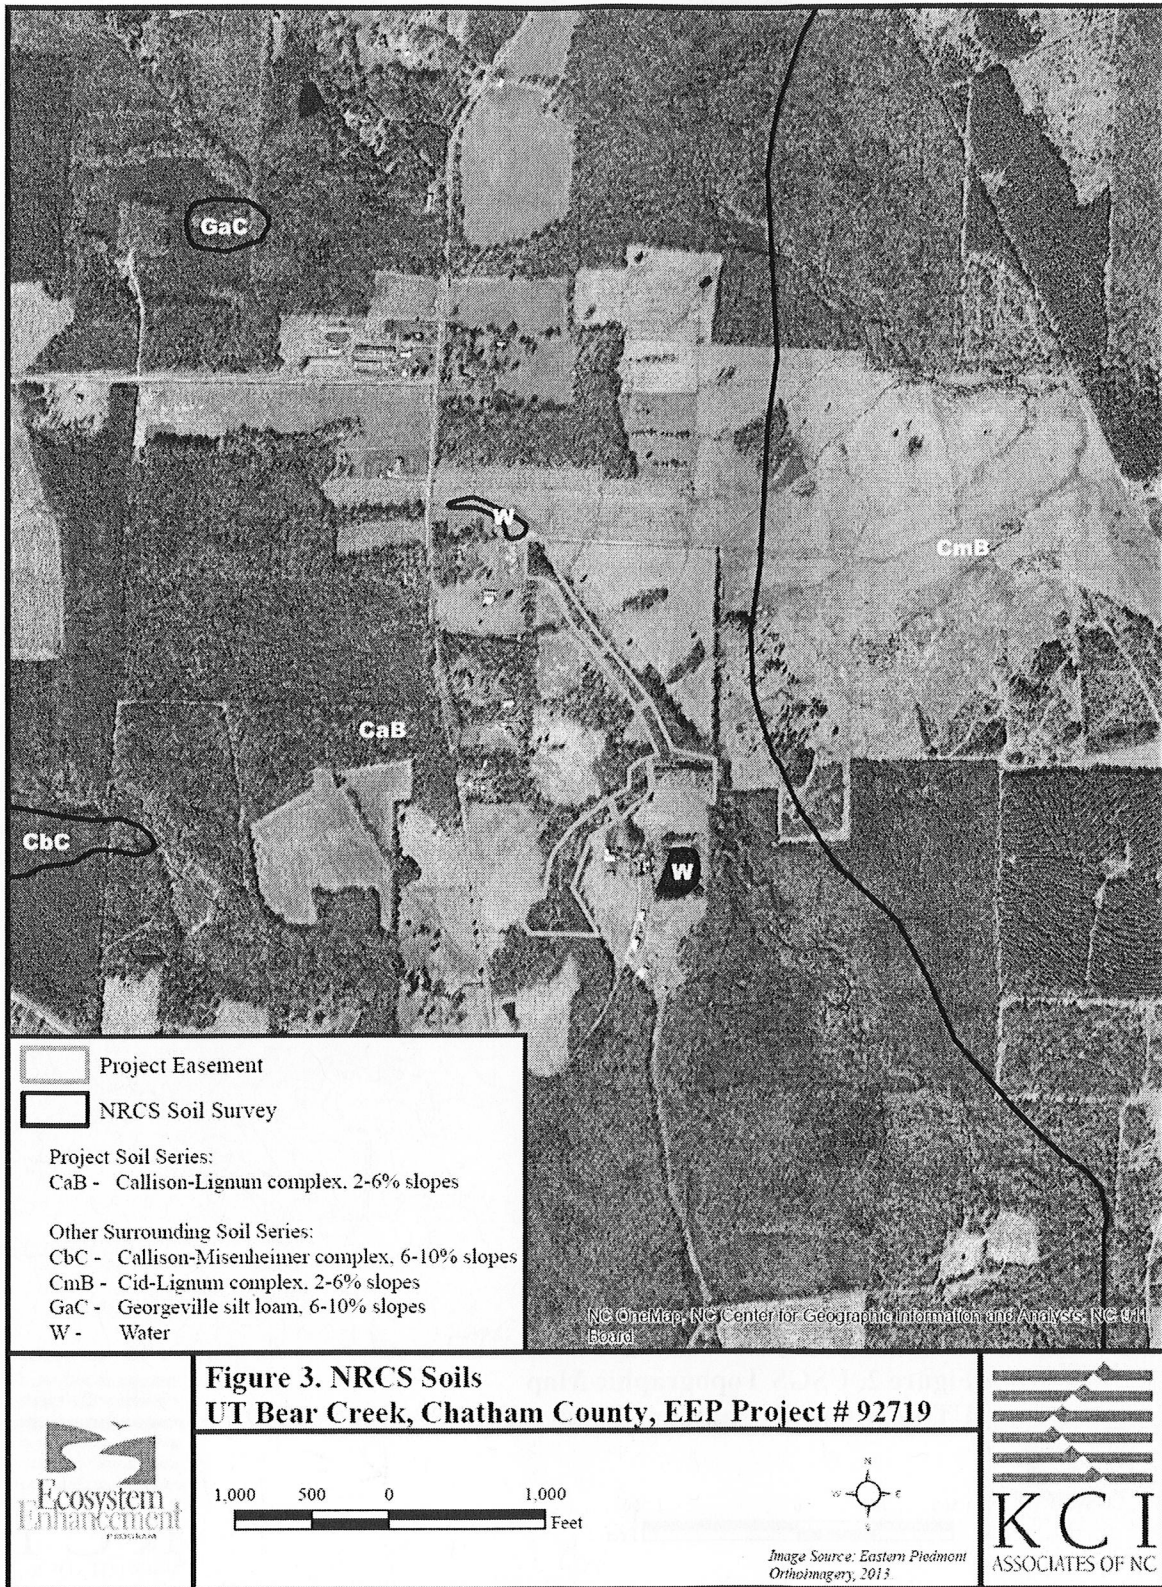 GaC
W
CmB
CaB
CbC
W
Project Easement
NRCS Soil Survey
Project Soil Series:
CaB - Callison-Lignum complex, 2-6% slopes
Other Surrounding Soil Series:
CbC - Callison-Misenheimer complex, 6-10% slopes
CmB - Cid-Lignum complex, 2-6% slopes
GaC - Georgeville silt loam, 6-10% slopes
W - Water
NC OneMap, NC Center for Geographic Information and Analysis, NC 911
Board
Figure 3. NRCS Soils
UT Bear Creek, Chatham County, EEP Project # 92719
Ecosystem
Enhancement
PROGRAM
1,000 500 0 1,000
Feet
N
W E
S
Image Source: Eastern Piedmont
Orthoimagery, 2013.
KCI
ASSOCIATES OF NC